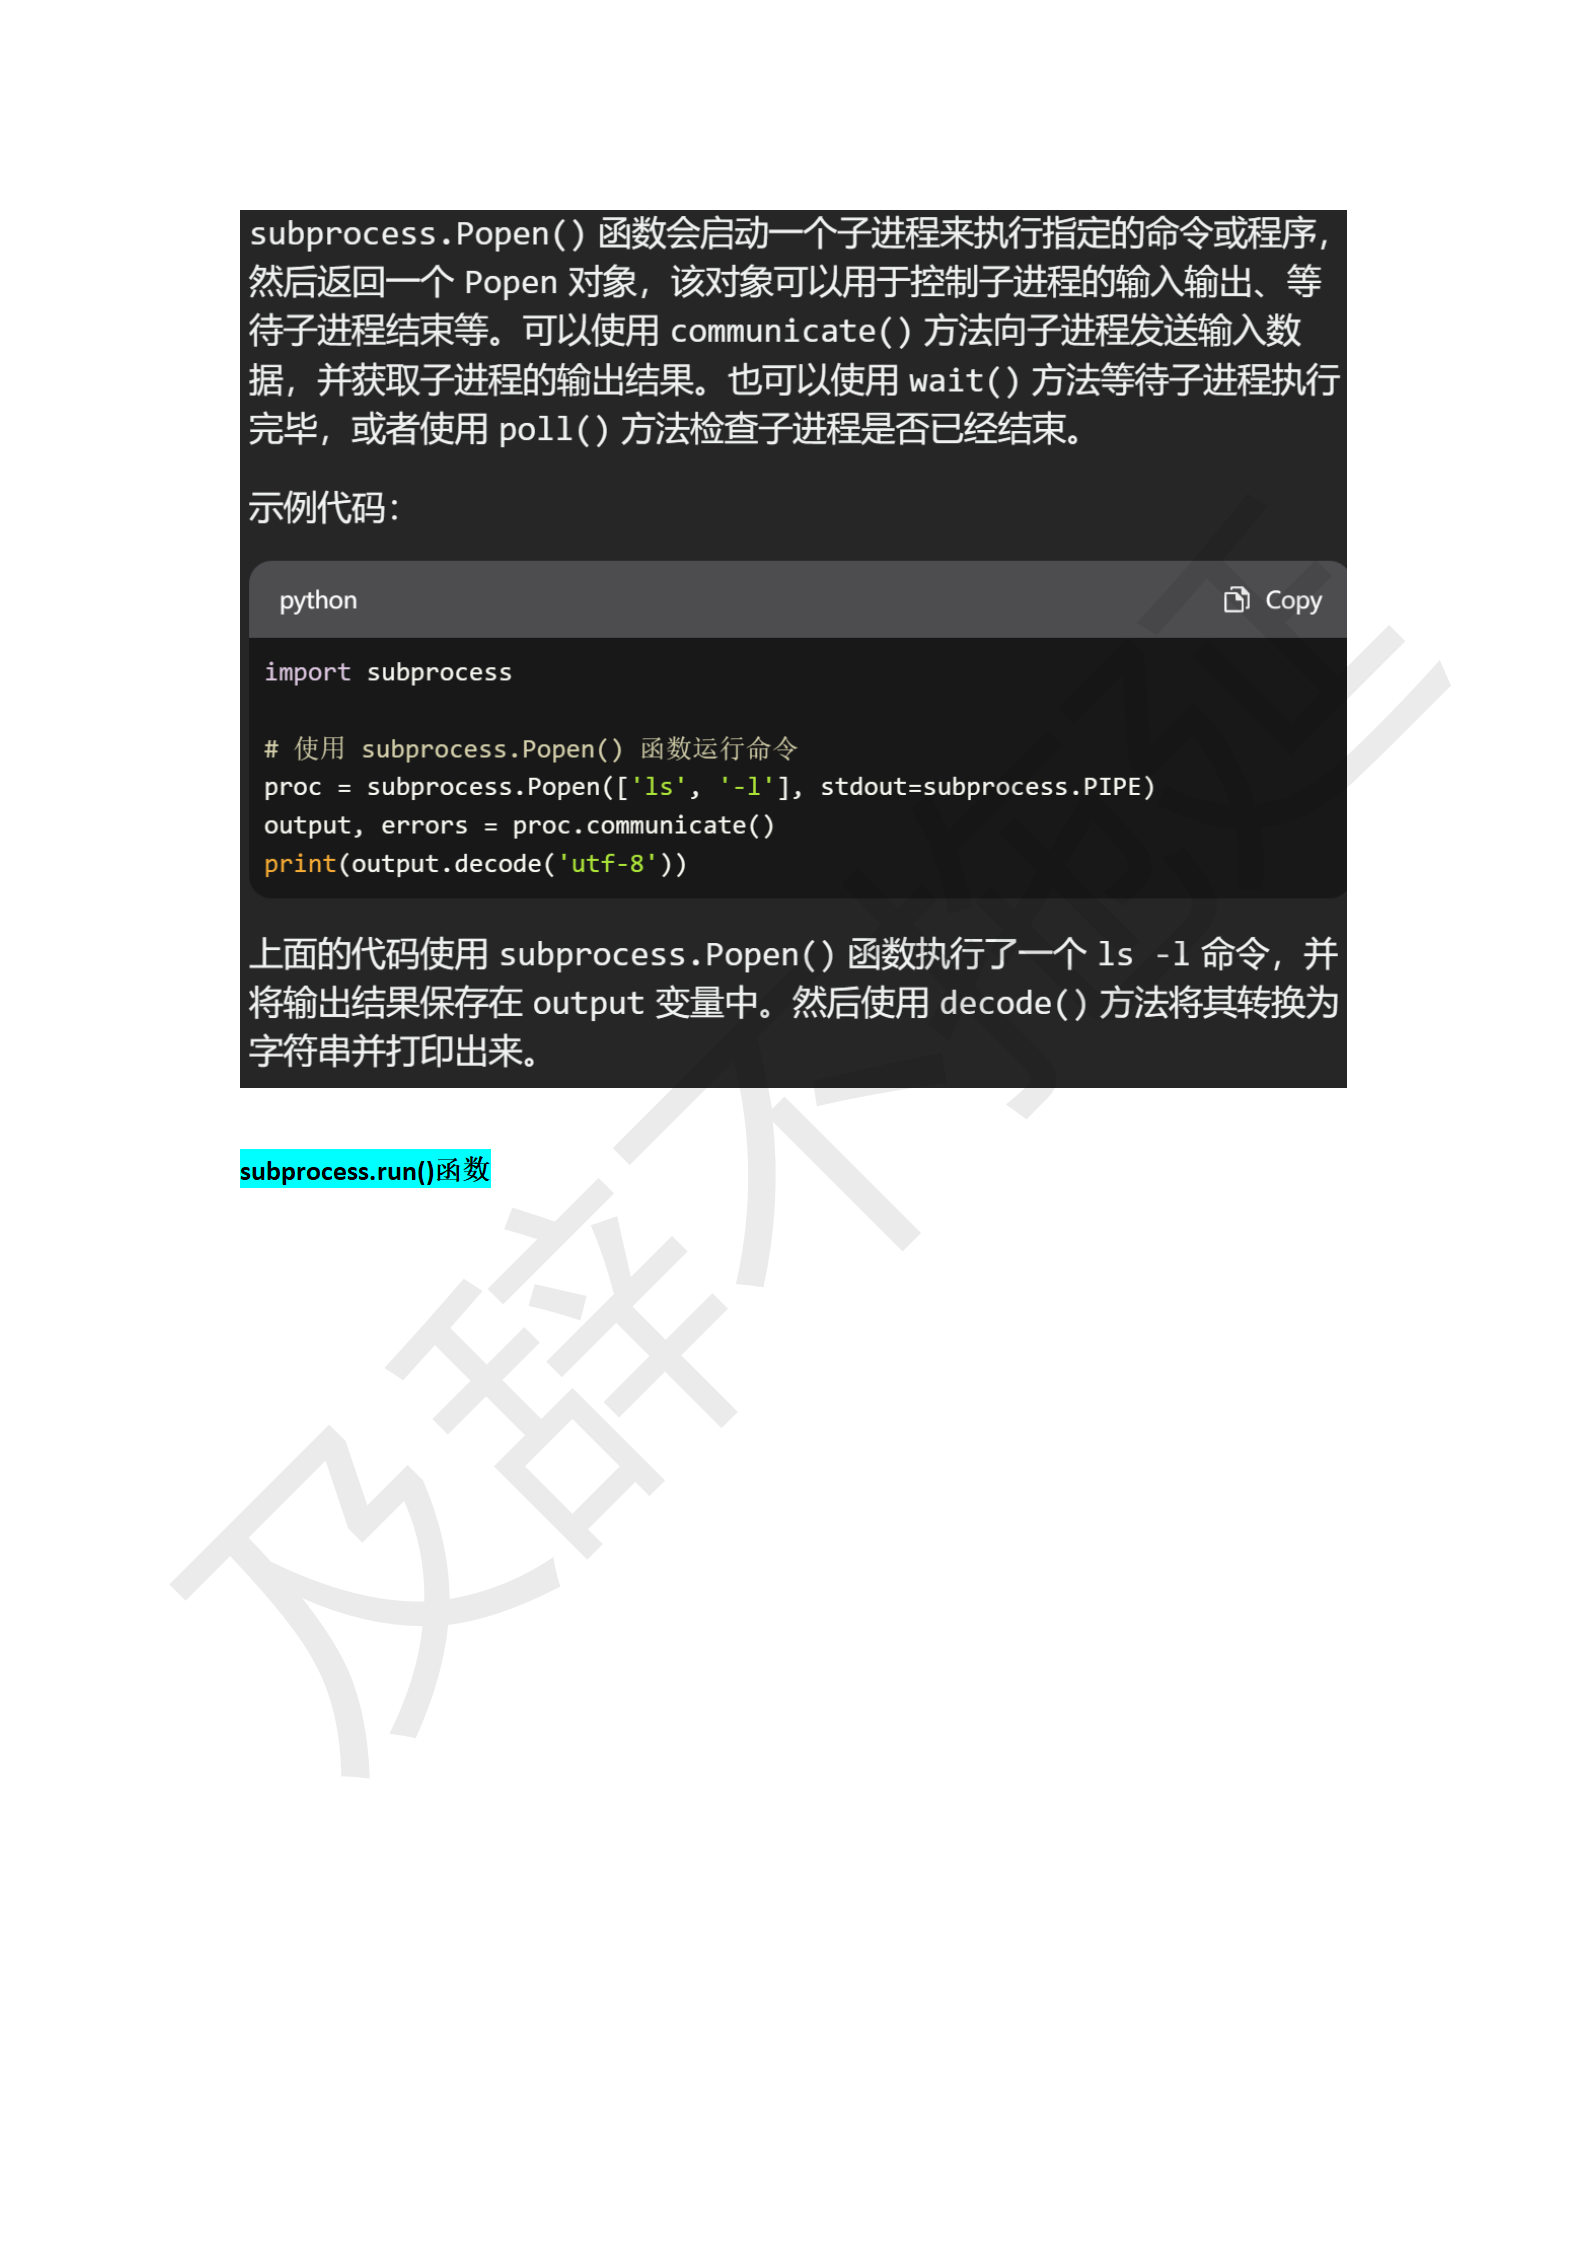 subprocess.Popen() 函数会启动一个子进程来执行指定的命令或程序，
然后返回一个 Popen 对象，该对象可以用于控制子进程的输入输出、等
待子进程结束等。可以使用 communicate() 方法向子进程发送输入数
据，并获取子进程的输出结果。也可以使用 wait() 方法等待子进程执行
完毕，或者使用 poll() 方法检查子进程是否已经结束。
示例代码：
python Copy
import subprocess
# 使用 subprocess.Popen() 函数运行命令
proc = subprocess.Popen(['ls', '-l'], stdout=subprocess.PIPE)
output, errors = proc.communicate()
print(output.decode('utf-8'))
上面的代码使用 subprocess.Popen() 函数执行了一个 ls -l 命令，并
将输出结果保存在 output 变量中。然后使用 decode() 方法将其转换为
字符串并打印出来。
subprocess.run()函数
及辞不挽延